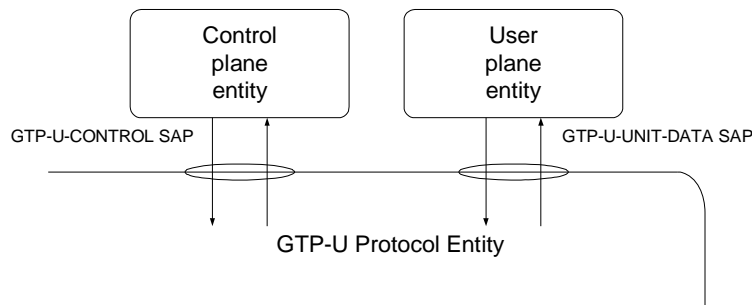 Control
plane
entity
User
plane
entity
GTP-U-CONTROL SAP
GTP-U-UNIT-DATA SAP
GTP-U Protocol Entity